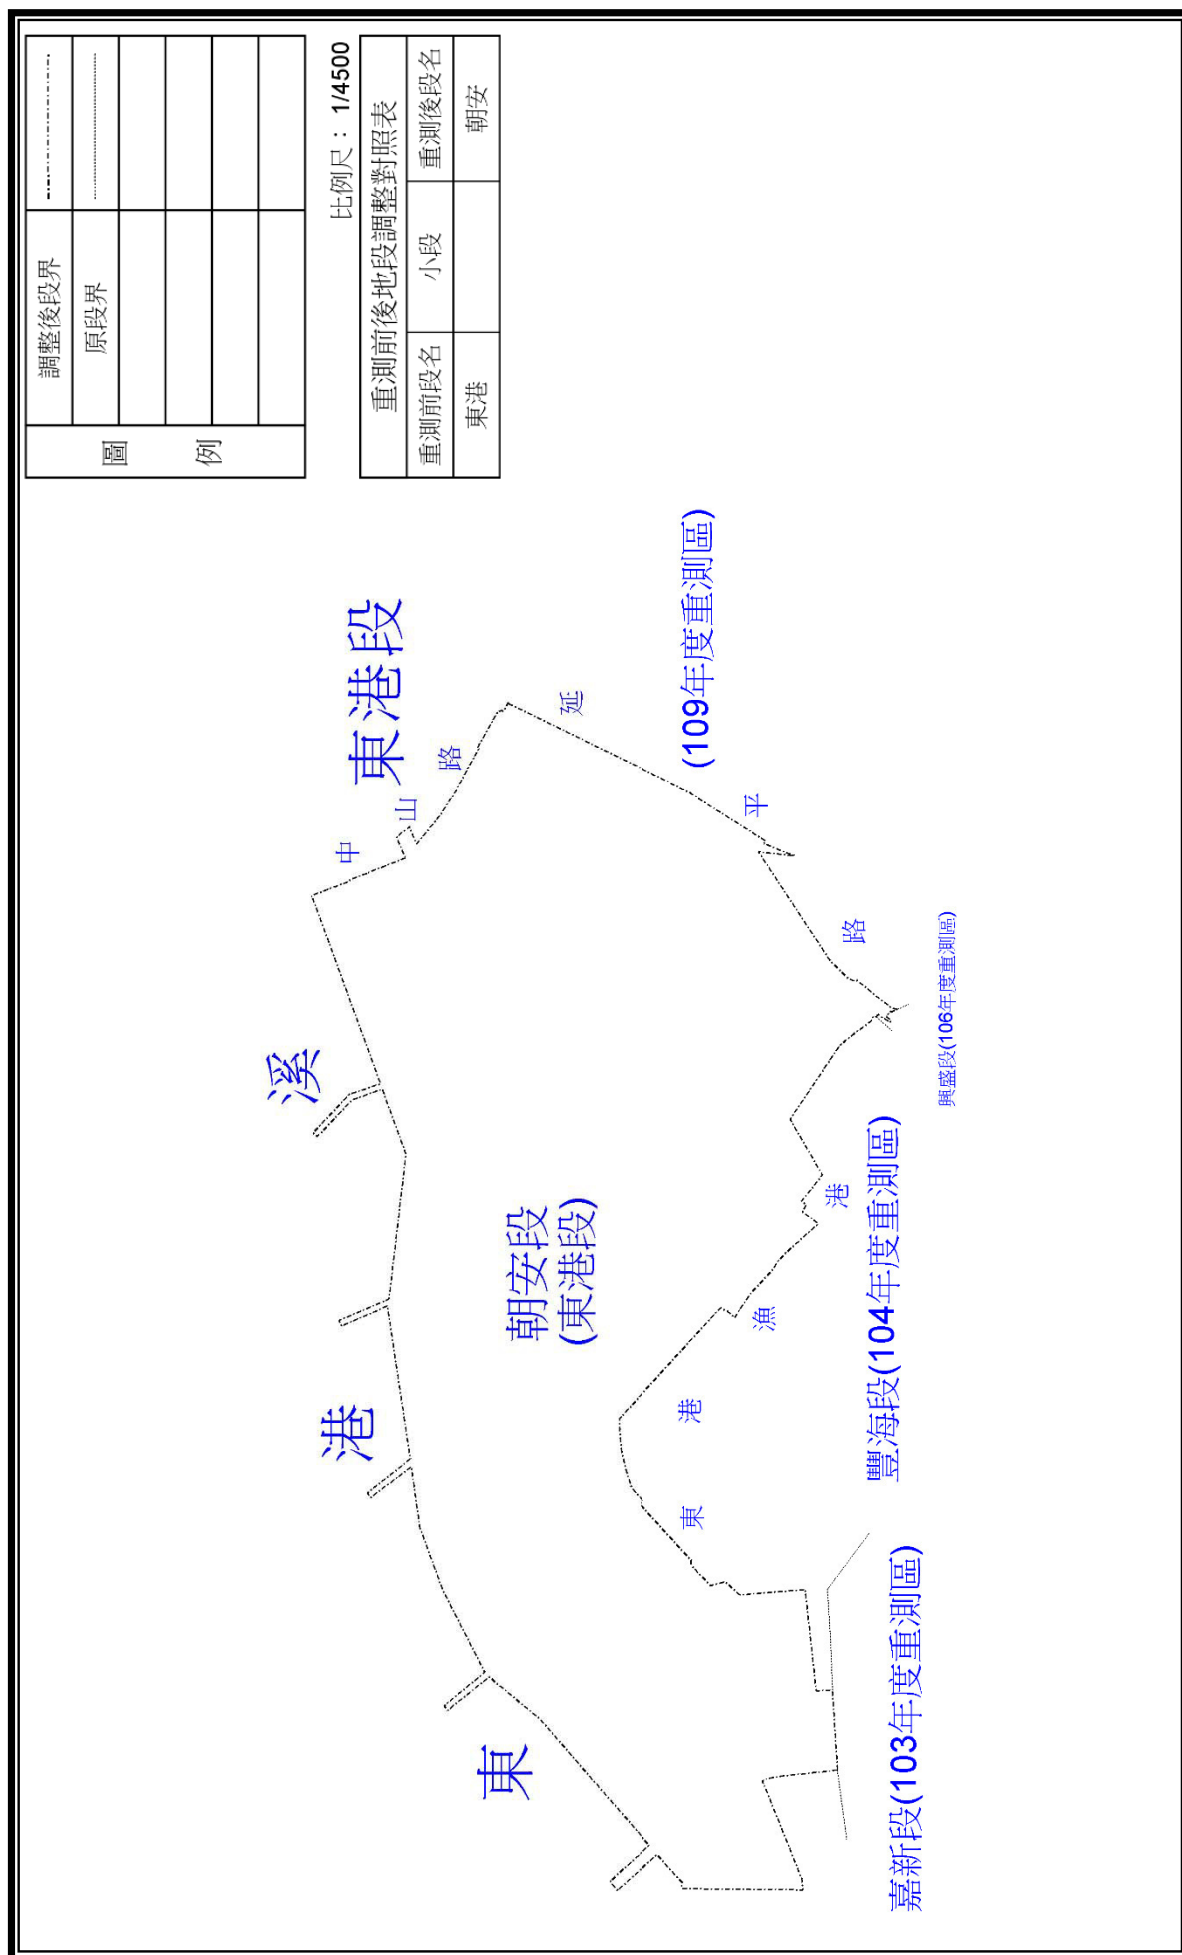 圖例
調整後段界
原段界
比例尺：1/4500
重測前後地段調整對照表
重測前段名 小段 重測後段名
東港 朝安
東港溪
東港段
中山路
延平路
(109年度重測區)
朝安段
(東港段)
東港漁港
興盛段(106年度重測區)
豐海段(104年度重測區)
嘉新段(103年度重測區)